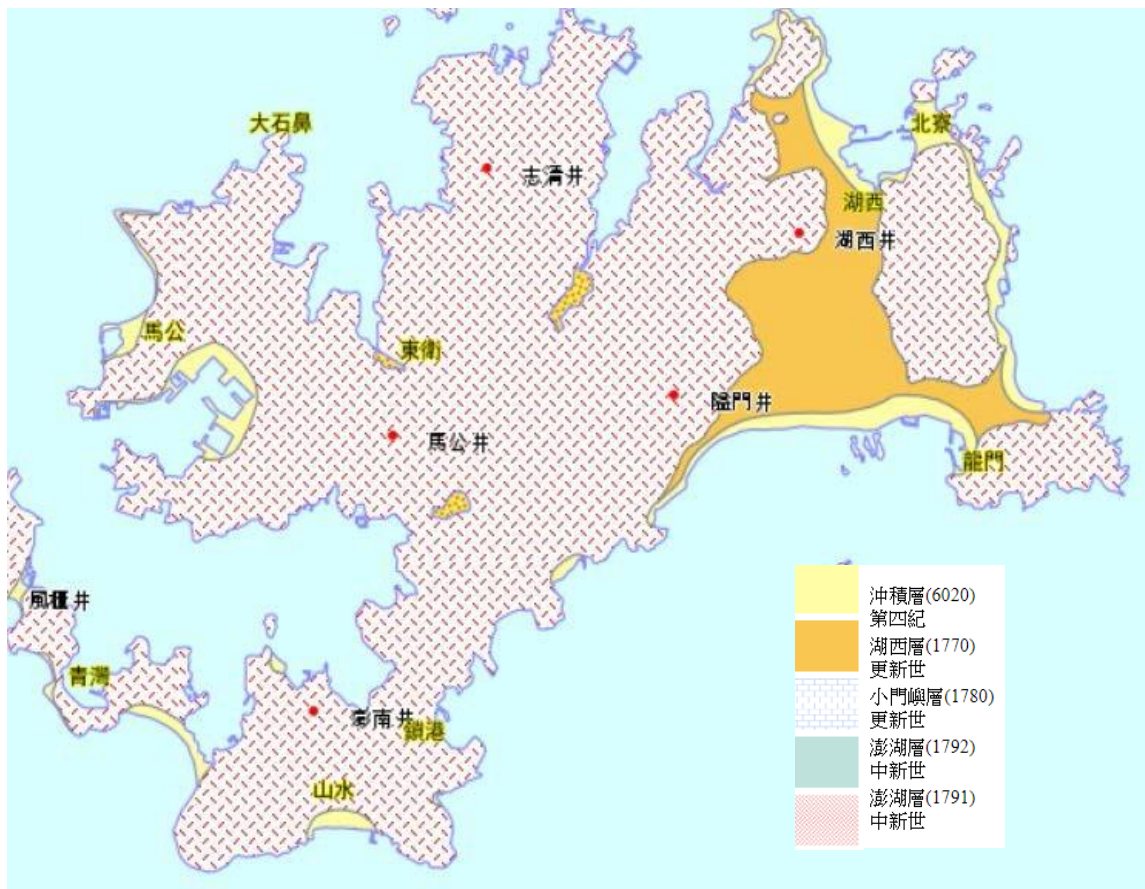 大石鼻
北寮
志清井
湖西
湖西井
馬公
東衛
隘門井
馬公井
龍門
風櫃井
青灣
澎南井
鎖港
山水
沖積層(6020)
第四紀
湖西層(1770)
更新世
小門嶼層(1780)
更新世
澎湖層(1792)
中新世
澎湖層(1791)
中新世